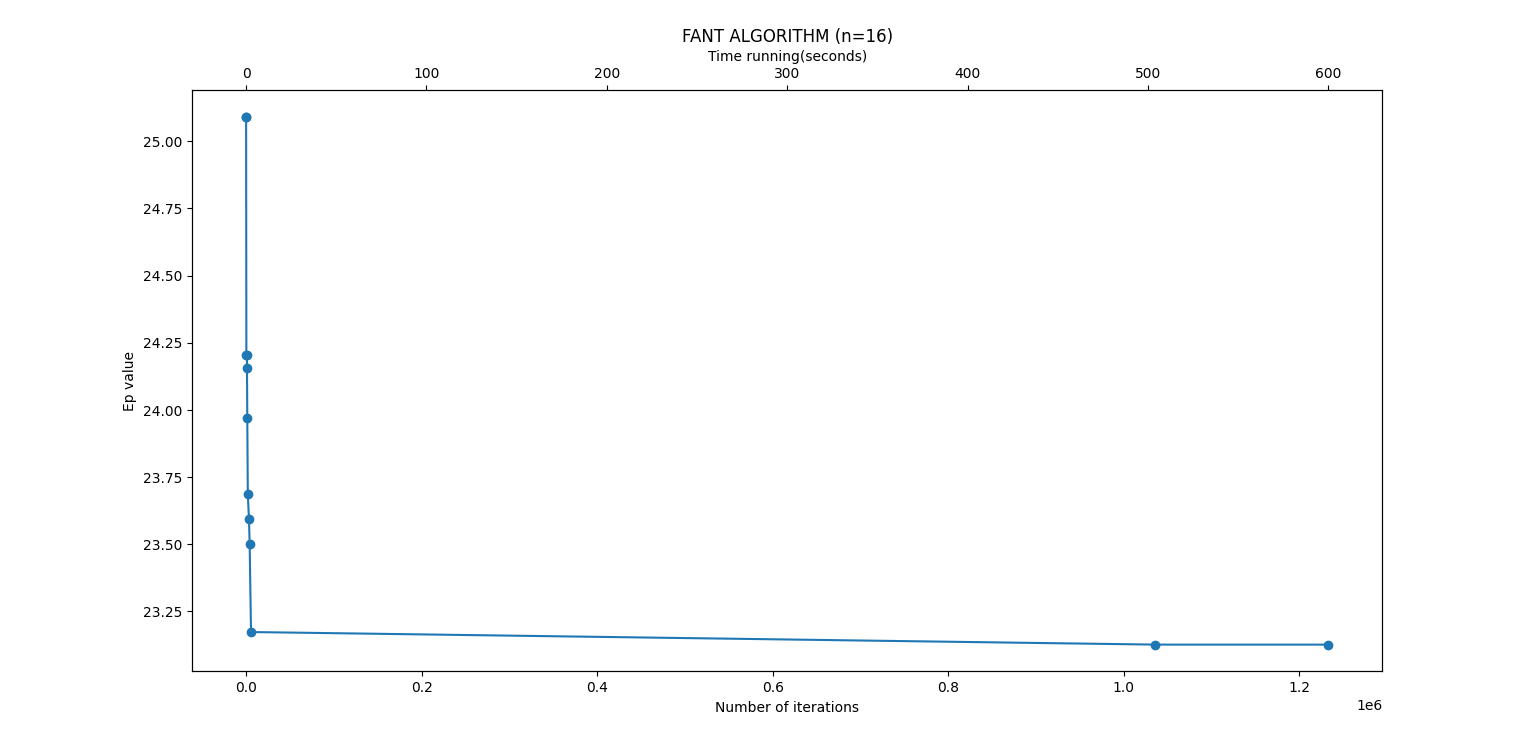 FANT ALGORITHM (n=16)
Time running(seconds)
0 100 200 300 400 500 600
25.00
24.75
24.50
24.25
24.00
23.75
23.50
23.25
Ep value
0.0 0.2 0.4 0.6 0.8 1.0 1.2
1e6
Number of iterations